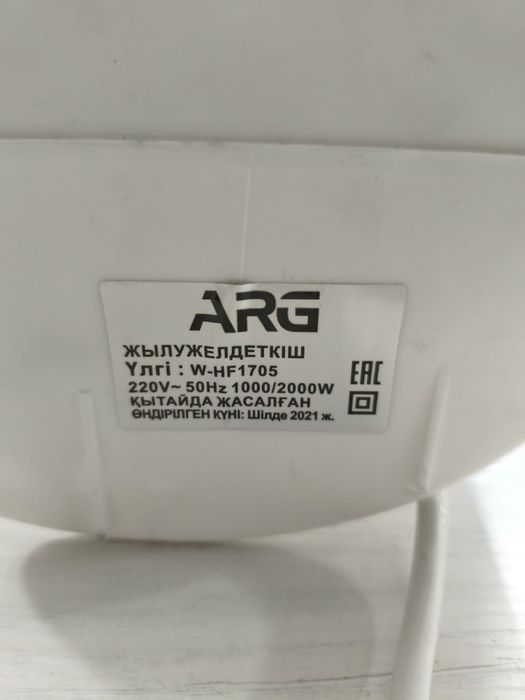 ARG
ЖЫЛУЖЕЛДЕТКІШ
Үлгі : W-HF1705
220V~ 50Hz 1000/2000W
ҚЫТАЙДА ЖАСАЛҒАН
ӨНДІРІЛГЕН КҮНІ: Шілде 2021 ж.
EAC